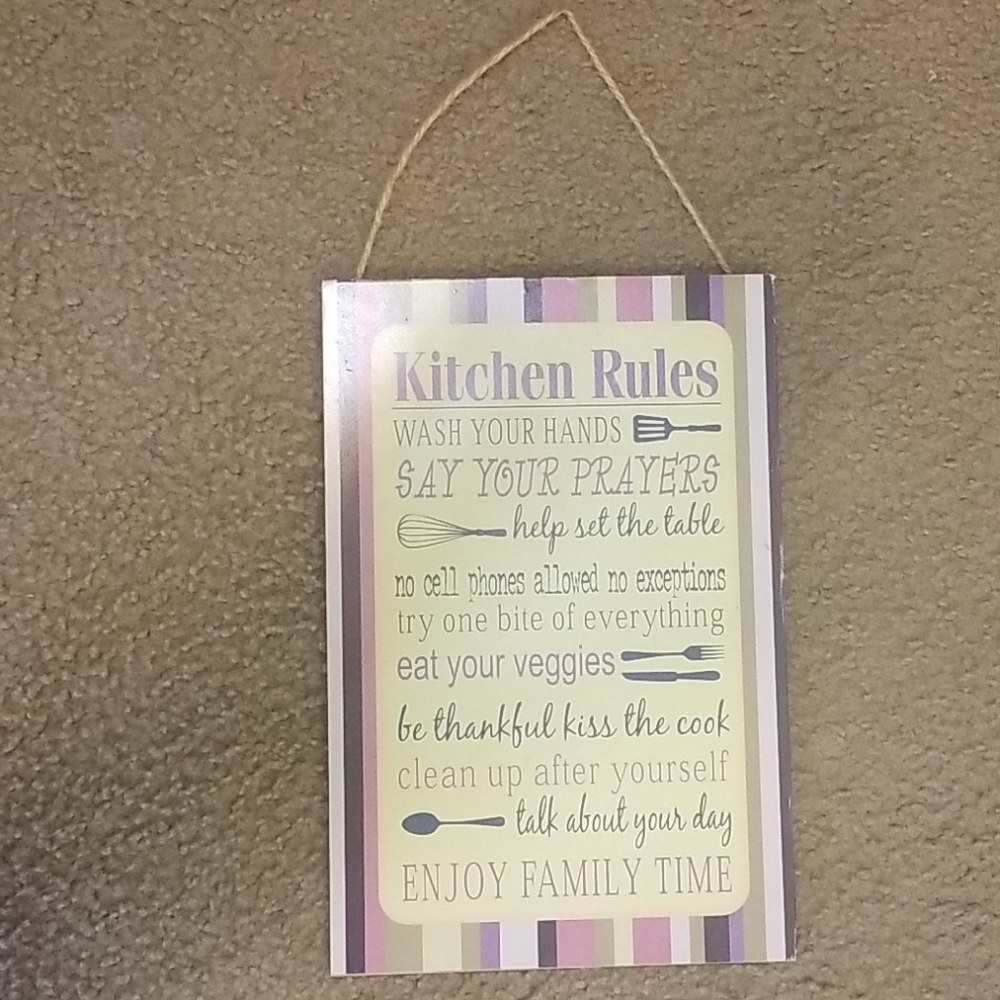 Kitchen Rules
WASH YOUR HANDS
SAY YOUR PRAYERS
help set the table
no cell phones allowed no exceptions
try one bite of everything
eat your veggies
be thankful kiss the cook
clean up after yourself
talk about your day
ENJOY FAMILY TIME